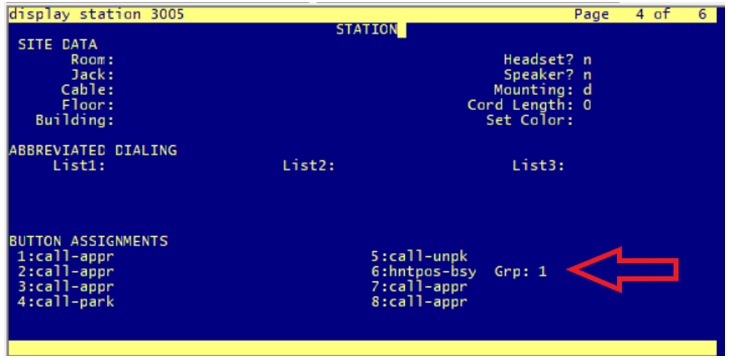 display station 3005 Page 4 of 6
STATION
SITE DATA
Room: Headset? n
Jack: Speaker? n
Cable: Mounting: d
Floor: Cord Length: 0
Building: Set Color:
ABBREVIATED DIALING
List1: List2: List3:
BUTTON ASSIGNMENTS
1:call-appr 5:call-unpk
2:call-appr 6:hntpos-bsy Grp: 1
3:call-appr 7:call-appr
4:call-park 8:call-appr